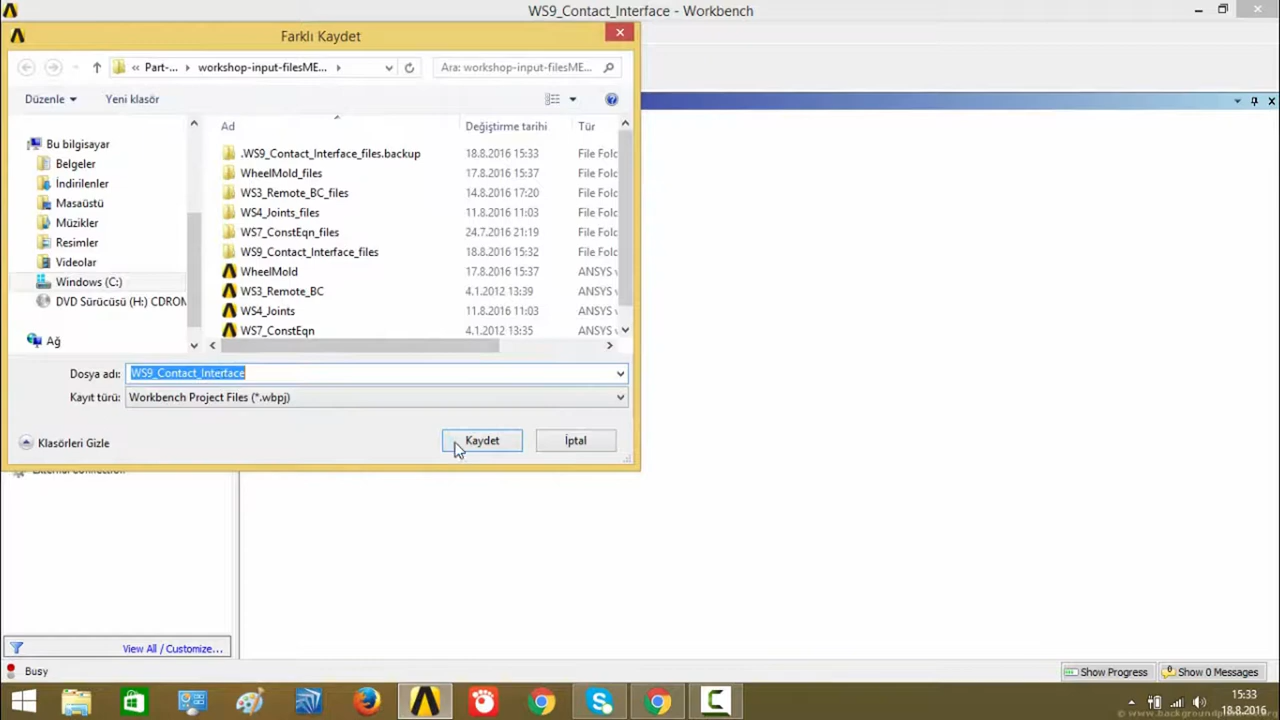 WS9_Contact_Interface - Workbench
Farklı Kaydet
« Part-... workshop-input-filesME...
Ara: workshop-input-filesME...
Düzenle
Yeni klasör
Bu bilgisayar
Belgeler
İndirilenler
Masaüstü
Müzikler
Resimler
Videolar
Windows (C:)
DVD Sürücüsü (H:) CDROM
Ağ
Ad Değiştirme tarihi Tür
.WS9_Contact_Interface_files.backup 18.8.2016 15:33 File Folc
WheelMold_files 17.8.2016 15:37 File Folc
WS3_Remote_BC_files 14.8.2016 17:20 File Folc
WS4_Joints_files 11.8.2016 11:03 File Folc
WS7_ConstEqn_files 24.7.2016 21:19 File Folc
WS9_Contact_Interface_files 18.8.2016 15:32 File Folc
WheelMold 17.8.2016 15:37 ANSYS v
WS3_Remote_BC 4.1.2012 13:39 ANSYS v
WS4_Joints 11.8.2016 11:03 ANSYS v
WS7_ConstEqn 4.1.2012 13:35 ANSYS v
Dosya adı: WS9_Contact_Interface
Kayıt türü: Workbench Project Files (*.wbpj)
Klasörleri Gizle
Kaydet
İptal
View All / Customize...
Busy
Show Progress
Show 0 Messages
15:33
18.8.2016